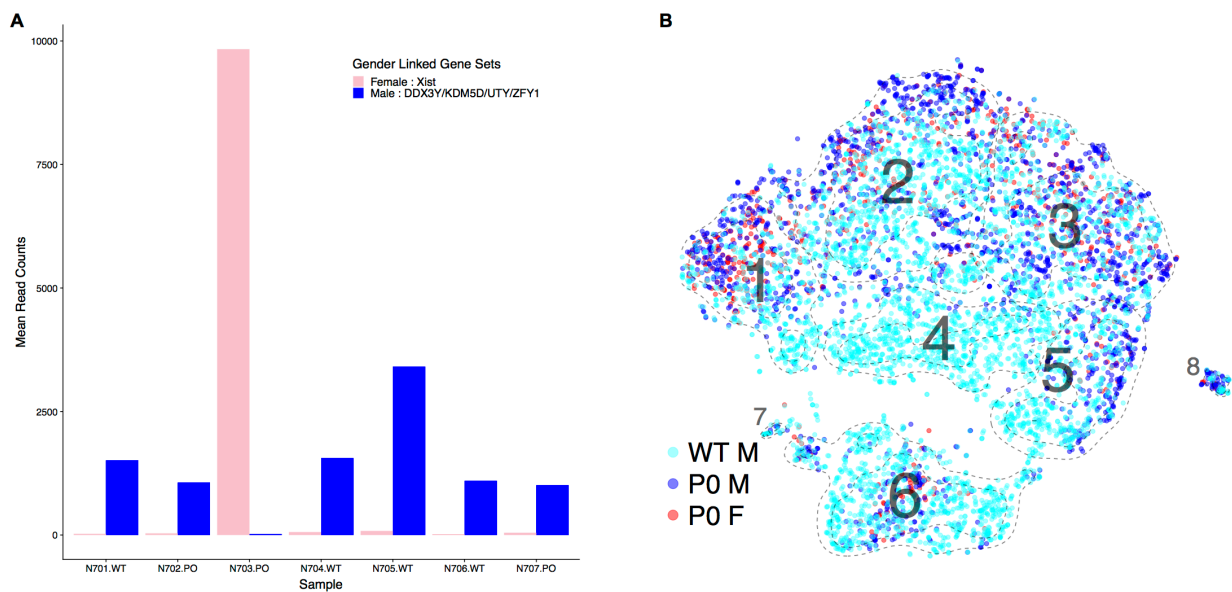 A
Mean Read Counts
10000
7500
5000
2500
0
Gender Linked Gene Sets
Female : Xist
Male : DDX3Y/KDM5D/UTY/ZFY1
N701.WT N702.PO N703.PO N704.WT N705.WT N706.WT N707.PO
Sample
B
2
3
1
4
5
8
7
6
WT M
P0 M
P0 F